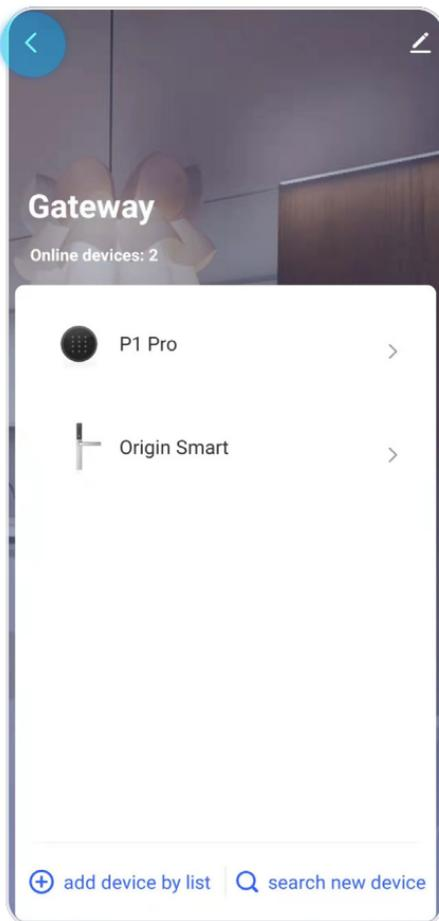 Gateway
Online devices: 2
P1 Pro
Origin Smart
add device by list
search new device